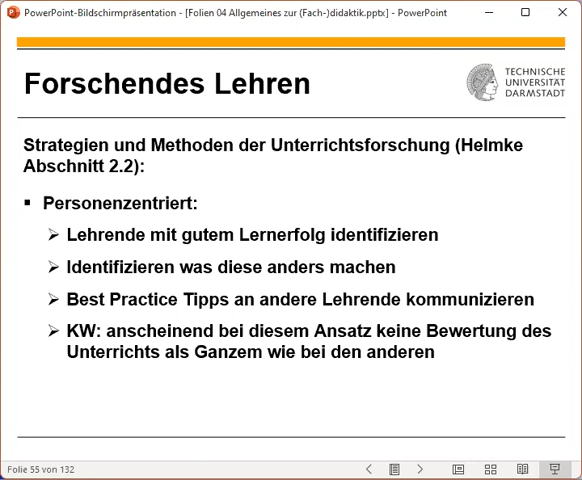 PowerPoint-Bildschirmpräsentation - [Folien 04 Allgemeines zur (Fach-)didaktik.pptx] - PowerPoint
Forschendes Lehren
TECHNISCHE
UNIVERSITÄT
DARMSTADT
Strategien und Methoden der Unterrichtsforschung (Helmke
Abschnitt 2.2):
▪ Personenzentriert:
➢ Lehrende mit gutem Lernerfolg identifizieren
➢ Identifizieren was diese anders machen
➢ Best Practice Tipps an andere Lehrende kommunizieren
➢ KW: anscheinend bei diesem Ansatz keine Bewertung des
Unterrichts als Ganzem wie bei den anderen
Folie 55 von 132